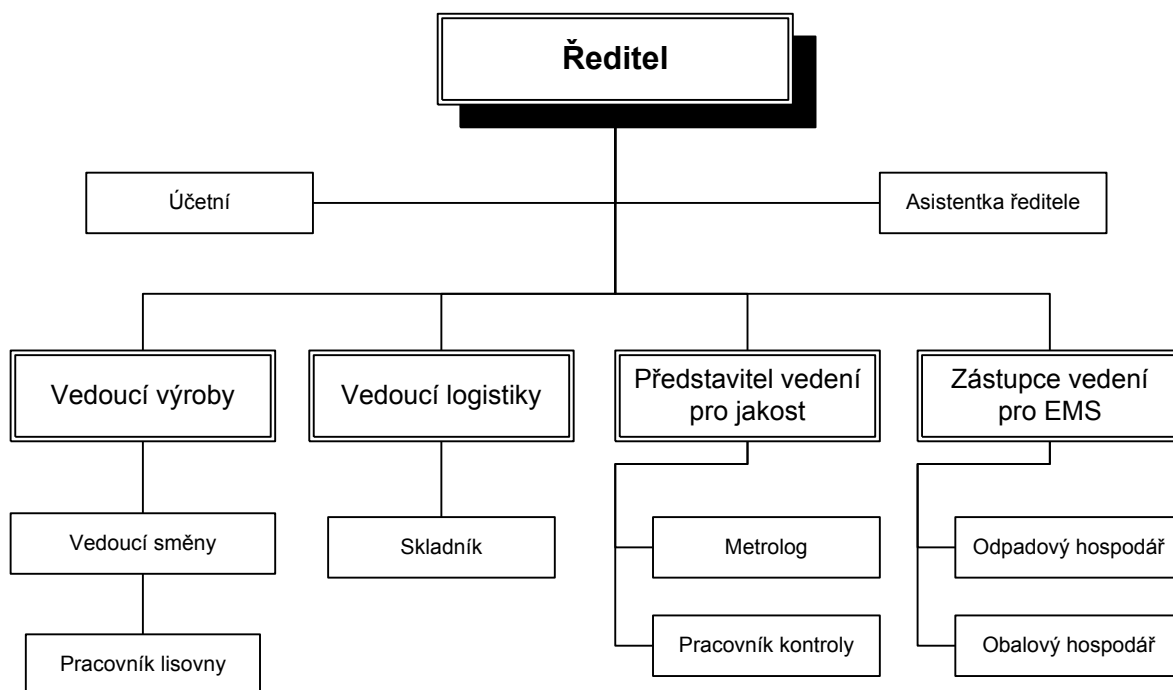 Ředitel
Účetní
Asistentka ředitele
Vedoucí výroby
Vedoucí logistiky
Představitel vedení
pro jakost
Zástupce vedení
pro EMS
Vedoucí směny
Skladník
Metrolog
Odpadový hospodář
Pracovník lisovny
Pracovník kontroly
Obalový hospodář